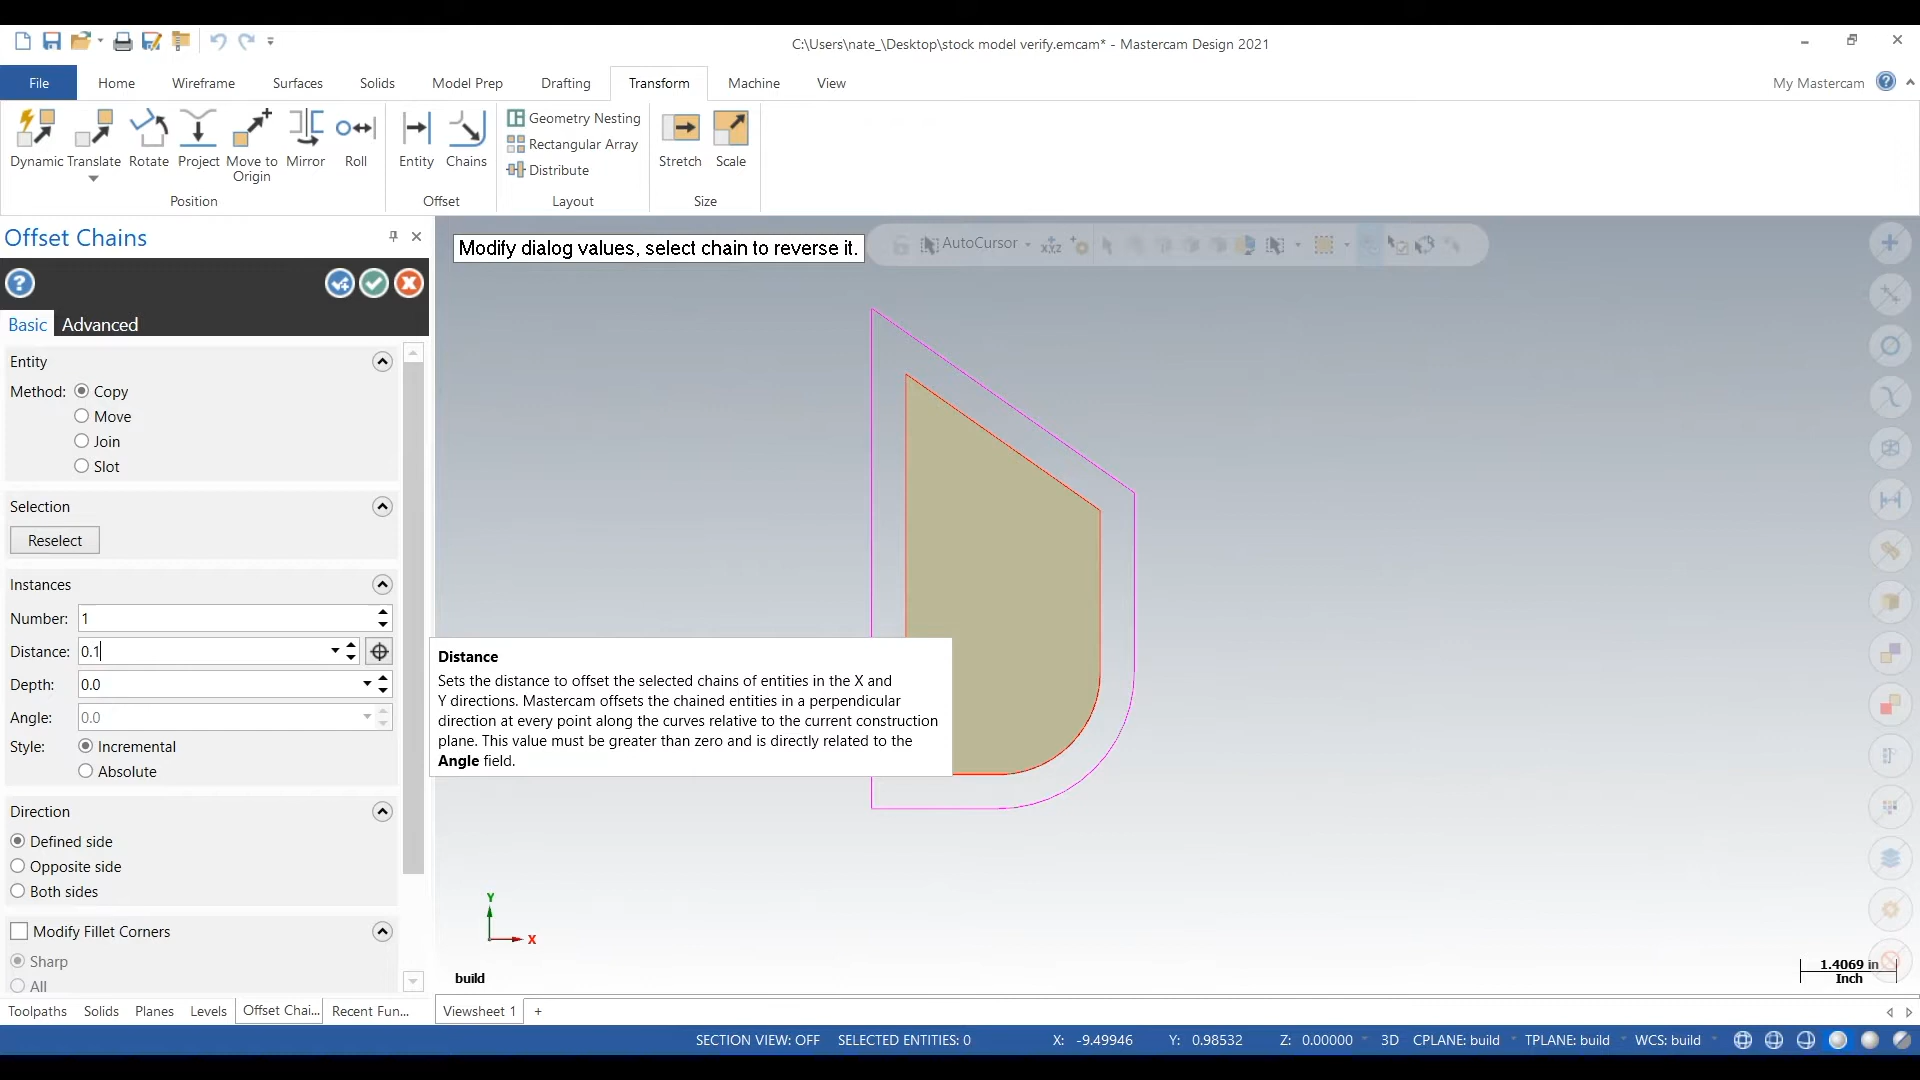 C:\Users\nate_\Desktop\stock model verify.emcam* - Mastercam Design 2021
File Home Wireframe Surfaces Solids Model Prep Drafting Transform Machine View My Mastercam
Dynamic Translate Rotate Project Move to Origin Mirror Roll
Position
Entity Chains
Offset
Geometry Nesting
Rectangular Array
Distribute
Layout
Stretch Scale
Size
Offset Chains
Modify dialog values, select chain to reverse it.
AutoCursor
xyz
Basic Advanced
Entity
Method: Copy
Move
Join
Slot
Selection
Reselect
Instances
Number: 1
Distance: 0.1
Depth: 0.0
Angle: 0.0
Style: Incremental
Absolute
Direction
Defined side
Opposite side
Both sides
Modify Fillet Corners
Sharp
All
Distance
Sets the distance to offset the selected chains of entities in the X and
Y directions. Mastercam offsets the chained entities in a perpendicular
direction at every point along the curves relative to the current construction
plane. This value must be greater than zero and is directly related to the
Angle field.
Y
X
build
1.4069 in
Inch
Toolpaths Solids Planes Levels Offset Chai... Recent Fun... Viewsheet 1 +
SECTION VIEW: OFF SELECTED ENTITIES: 0 X: -9.49946 Y: 0.98532 Z: 0.00000 3D CPLANE: build TPLANE: build WCS: build